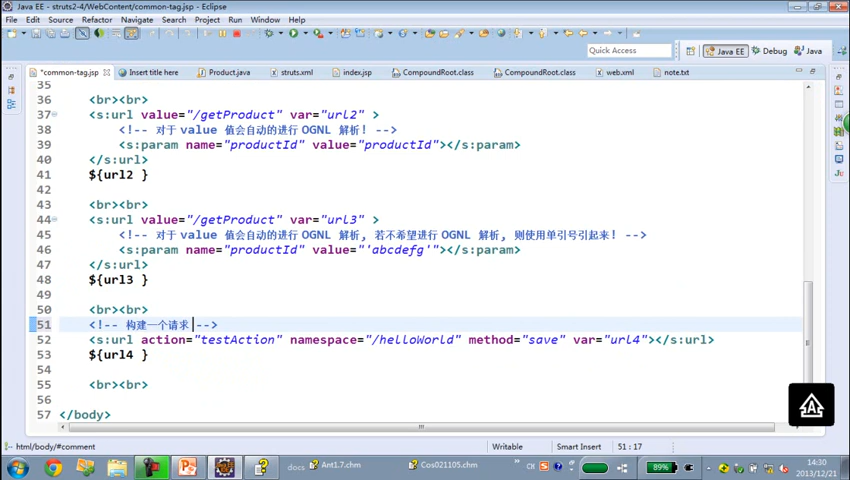 Java EE - struts2-4/WebContent/common-tag.jsp - Eclipse
File Edit Source Refactor Navigate Search Project Run Window Help
Quick Access
Java EE Debug Java
*common-tag.jsp Insert title here Product.java struts.xml index.jsp CompoundRoot.class CompoundRoot.class web.xml note.txt
35
36 <br><br>
37 <s:url value="/getProduct" var="url2" >
38 <!-- 对于 value 值会自动的进行 OGNL 解析! -->
39 <s:param name="productId" value="productId"></s:param>
40 </s:url>
41 ${url2 }
42
43 <br><br>
44 <s:url value="/getProduct" var="url3" >
45 <!-- 对于 value 值会自动的进行 OGNL 解析, 若不希望进行 OGNL 解析, 则使用单引号引起来! -->
46 <s:param name="productId" value="'abcdefg'"></s:param>
47 </s:url>
48 ${url3 }
49
50 <br><br>
51 <!-- 构建一个请求 -->
52 <s:url action="testAction" namespace="/helloWorld" method="save" var="url4"></s:url>
53 ${url4 }
54
55 <br><br>
56
57 </body>
html/body/#comment Writable Smart Insert 51 : 17
docs Ant1.7.chm Cos021105.chm CH 89% 14:30
2013/12/21